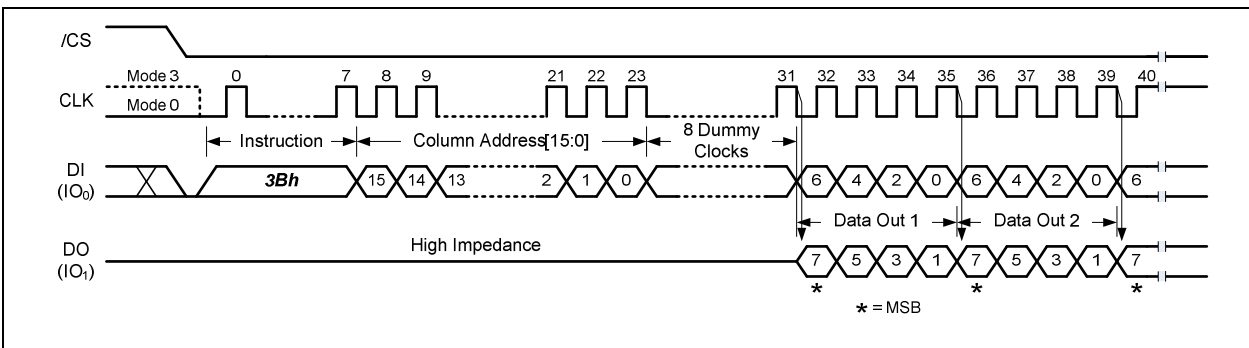 /CS
Mode 3 0 7 8 9 21 22 23 31 32 33 34 35 36 37 38 39 40
CLK
Mode 0
Instruction Column Address[15:0] 8 Dummy Clocks
DI
(IO0)
3Bh 15 14 13 2 1 0 6 4 2 0 6 4 2 0 6
Data Out 1 Data Out 2
High Impedance
DO
(IO1)
7 5 3 1 7 5 3 1 7
* * *
* = MSB